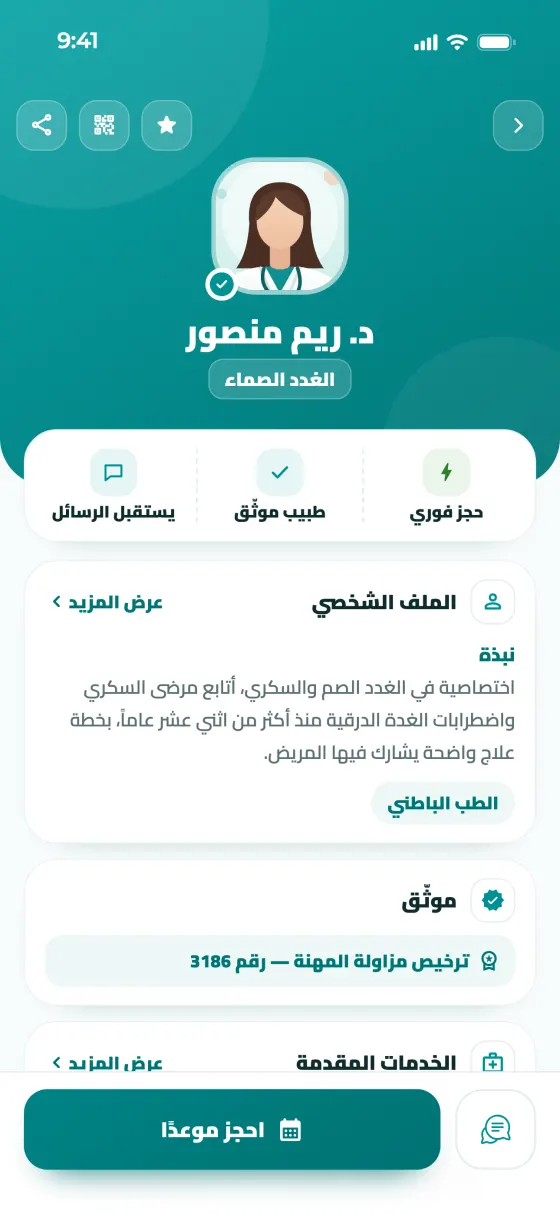 9:41
د. ريم منصور
الغدد الصماء
حجز فوري
طبيب موثّق
يستقبل الرسائل
الملف الشخصي
عرض المزيد
نبذة
اختصاصية في الغدد الصم والسكري، أتابع مرضى السكري
واضطرابات الغدة الدرقية منذ أكثر من اثني عشر عاماً، بخطة
علاج واضحة يشارك فيها المريض.
الطب الباطني
موثّق
ترخيص مزاولة المهنة — رقم 3186
الخدمات المقدمة
عرض المزيد
احجز موعدًا